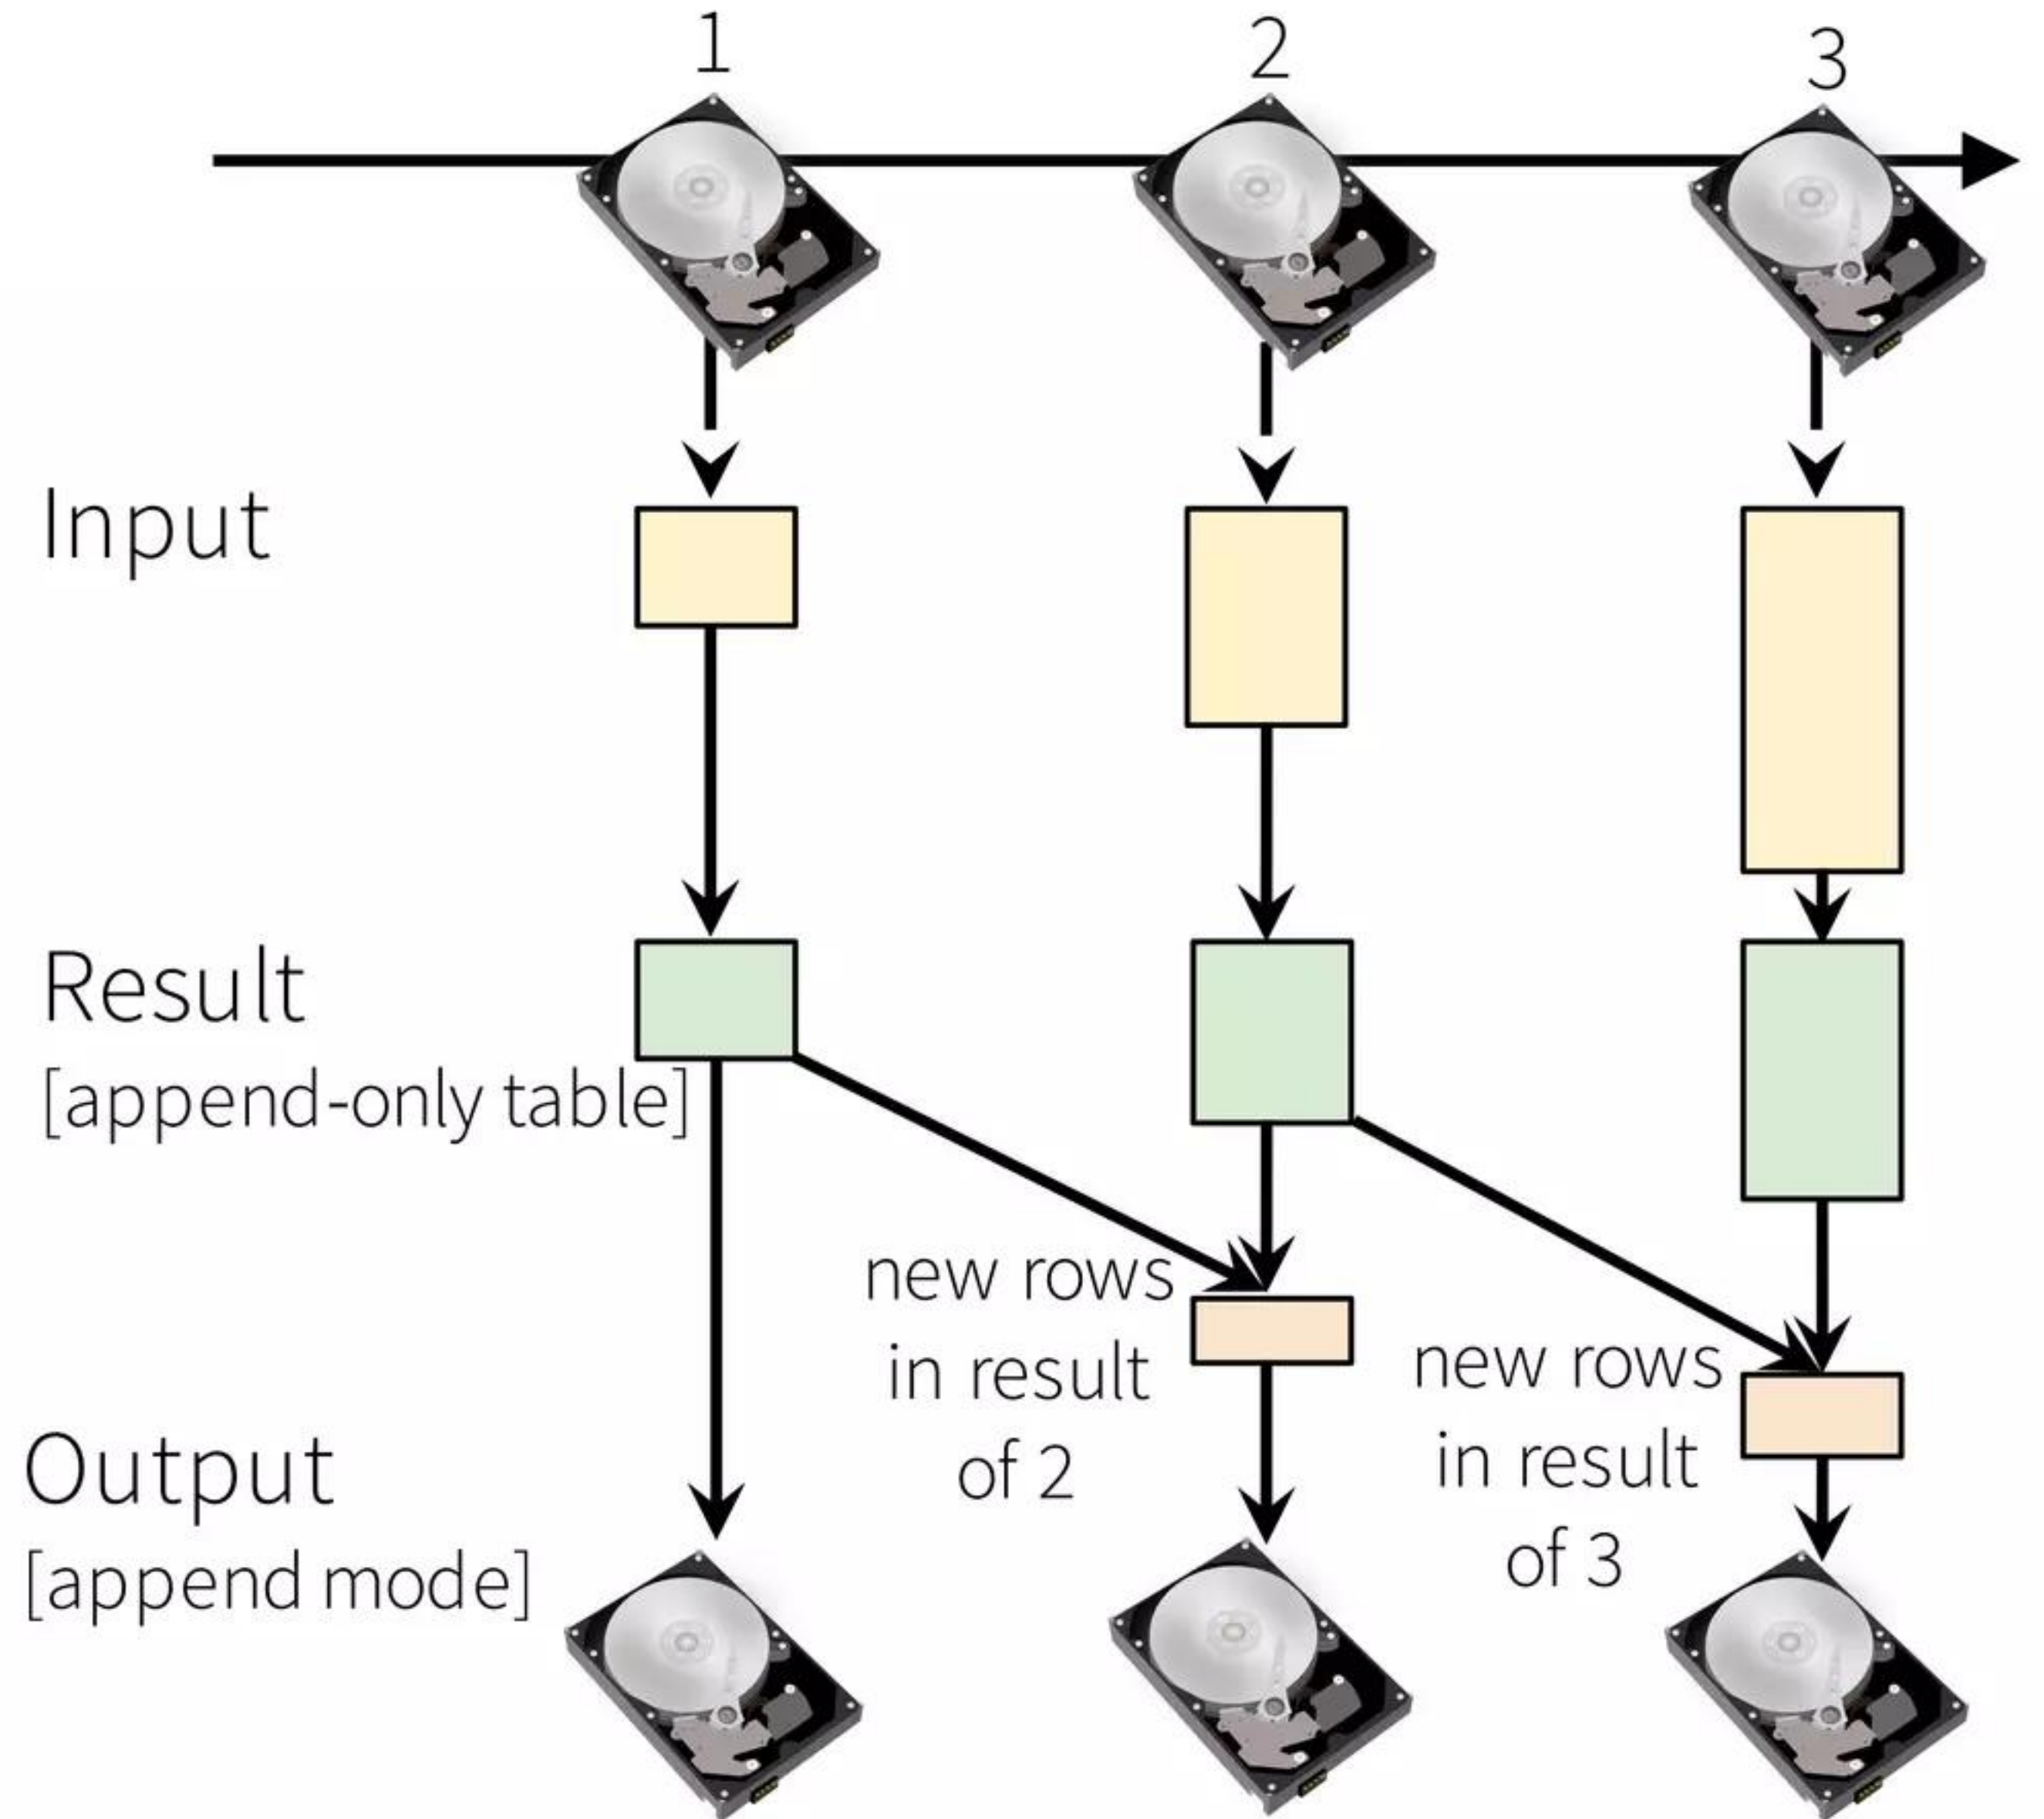 1
2
3
Input
Result
[append-only table]
new rows
in result
of 2
new rows
in result
of 3
Output
[append mode]